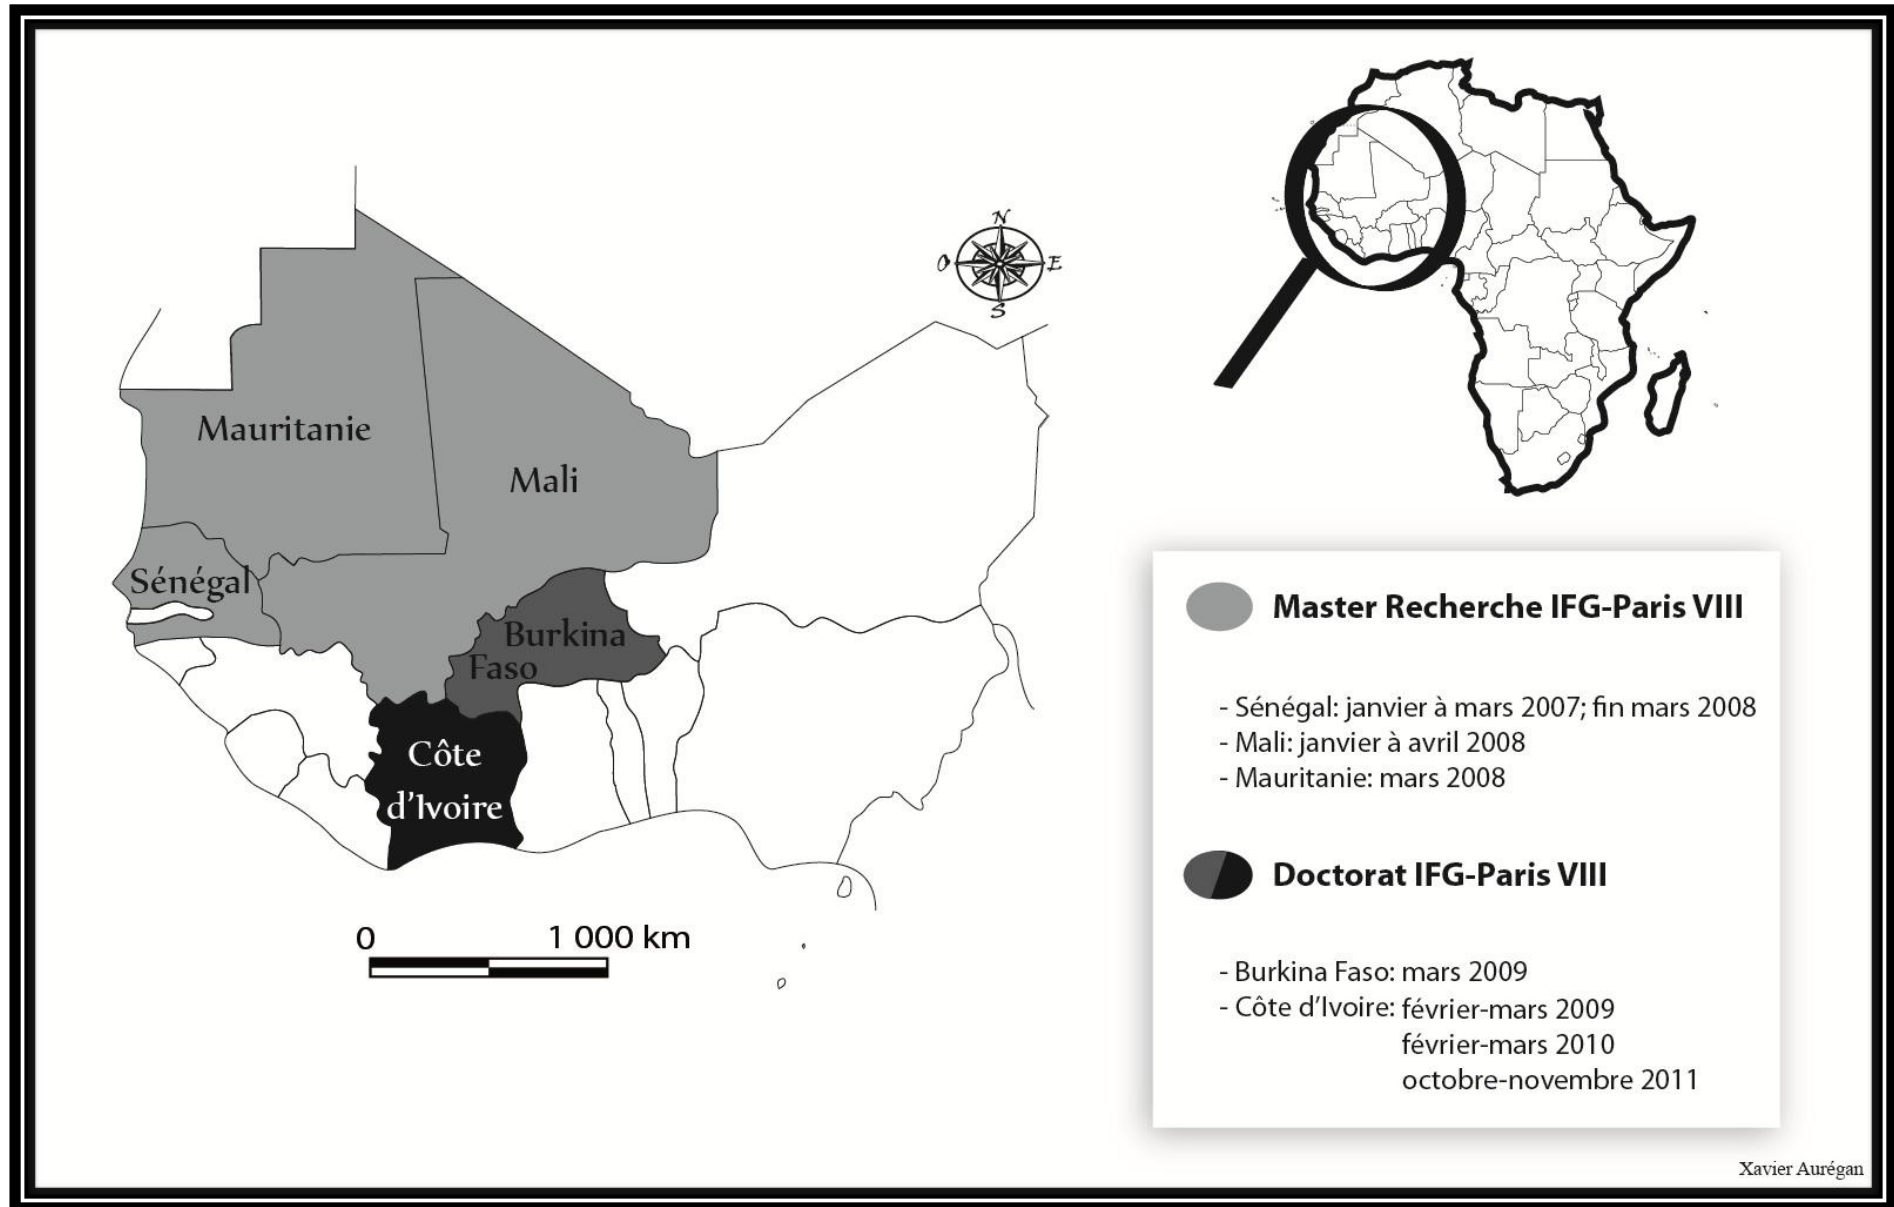 N
O
E
S
Mauritanie
Mali
Sénégal
Burkina
Faso
Côte
d'Ivoire
0 1 000 km
Master Recherche IFG-Paris VIII
- Sénégal: janvier à mars 2007; fin mars 2008
- Mali: janvier à avril 2008
- Mauritanie: mars 2008
Doctorat IFG-Paris VIII
- Burkina Faso: mars 2009
- Côte d'Ivoire: février-mars 2009
février-mars 2010
octobre-novembre 2011
Xavier Aurégan